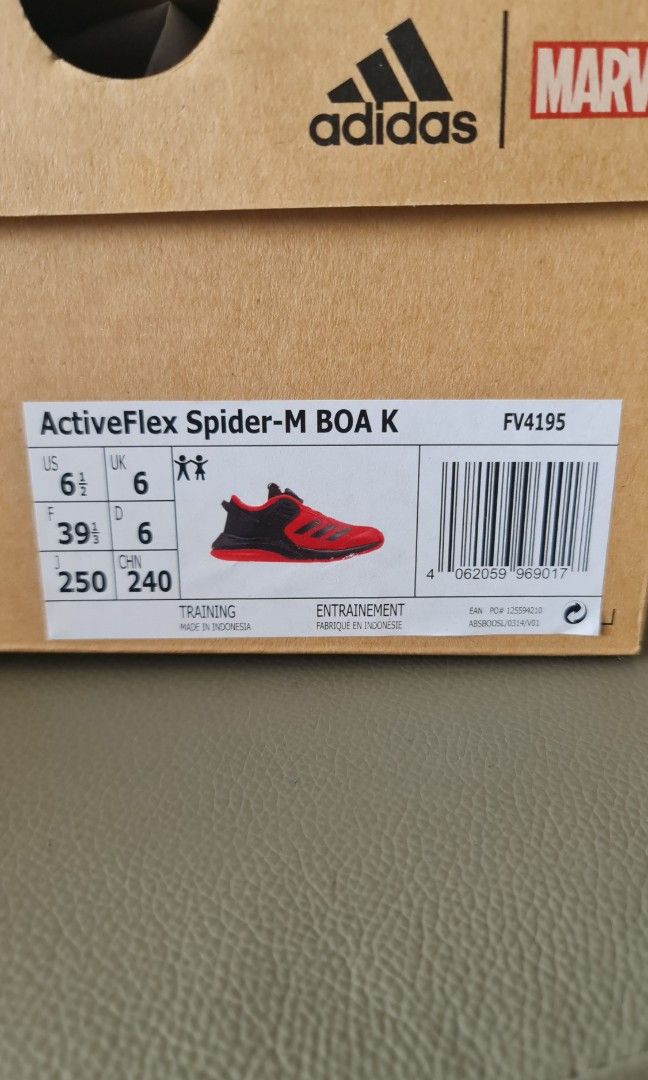 adidas
MARV
ActiveFlex Spider-M BOA K FV4195
US 6½ UK 6
F 39⅓ D 6
J 250 CHN 240
4 062059 969017
TRAINING ENTRAINEMENT
MADE IN INDONESIA FABRIQUÉ EN INDONÉSIE
EAN PO# 125594210
ABSBOOSL/0314/V01